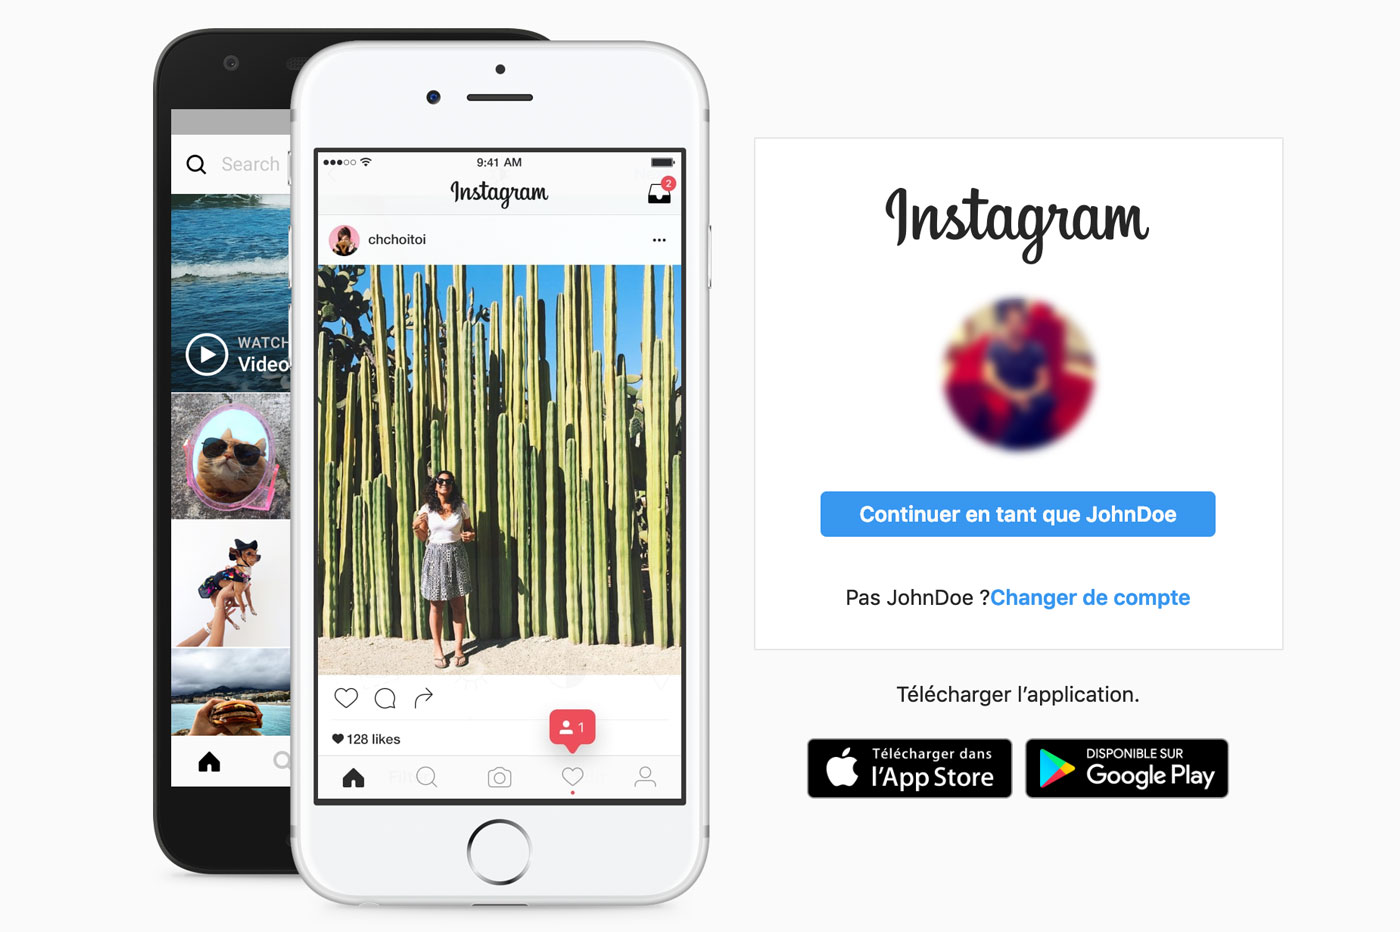 Search
WATCH
Video
9:41 AM
Instagram
2
chchoitoi
128 likes
1
Instagram
Continuer en tant que JohnDoe
Pas JohnDoe ?Changer de compte
Télécharger l’application.
Télécharger dans
l’App Store
DISPONIBLE SUR
Google Play